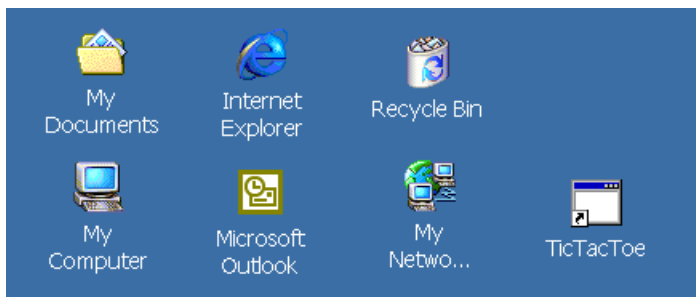 My
Documents
Internet
Explorer
Recycle Bin
My
Computer
Microsoft
Outlook
My
Netwo...
TicTacToe